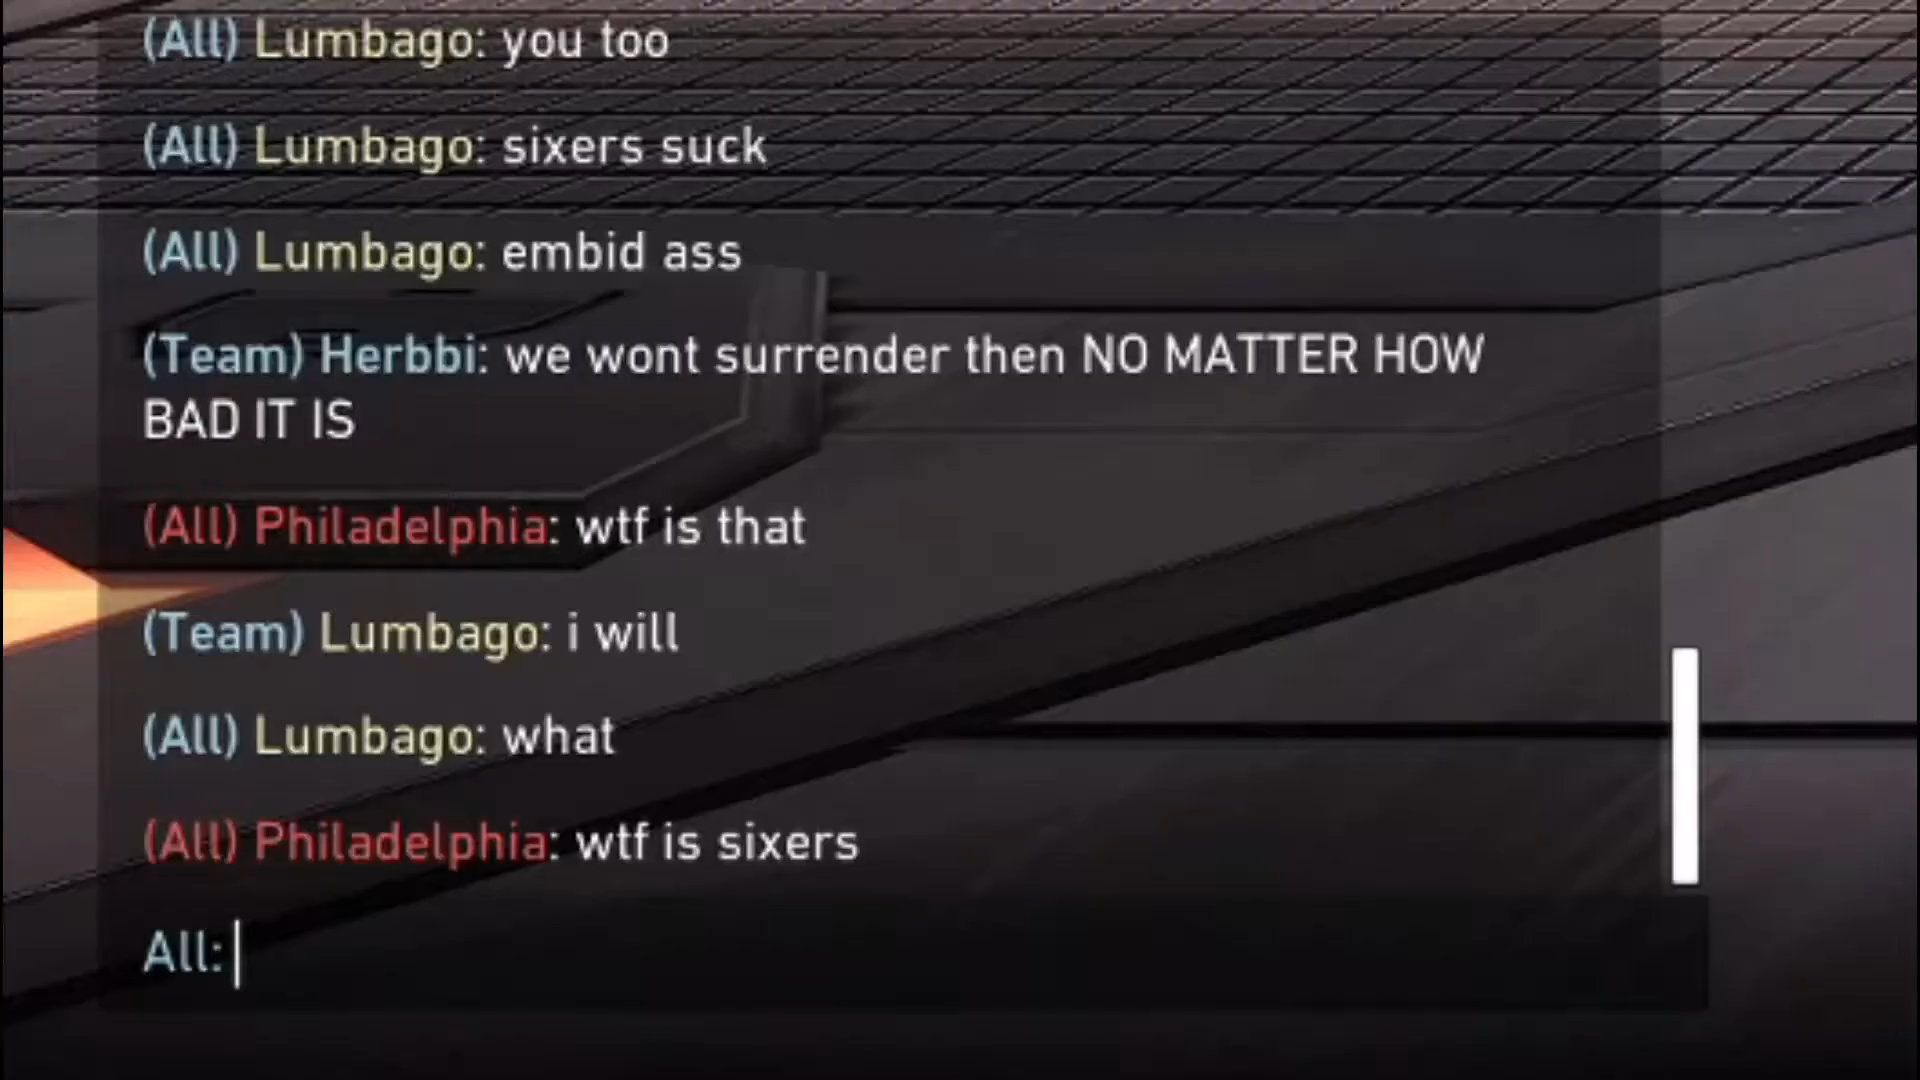 (All) Lumbago: you too
(All) Lumbago: sixers suck
(All) Lumbago: embid ass
(Team) Herbbi: we wont surrender then NO MATTER HOW
BAD IT IS
(All) Philadelphia: wtf is that
(Team) Lumbago: i will
(All) Lumbago: what
(All) Philadelphia: wtf is sixers
All: